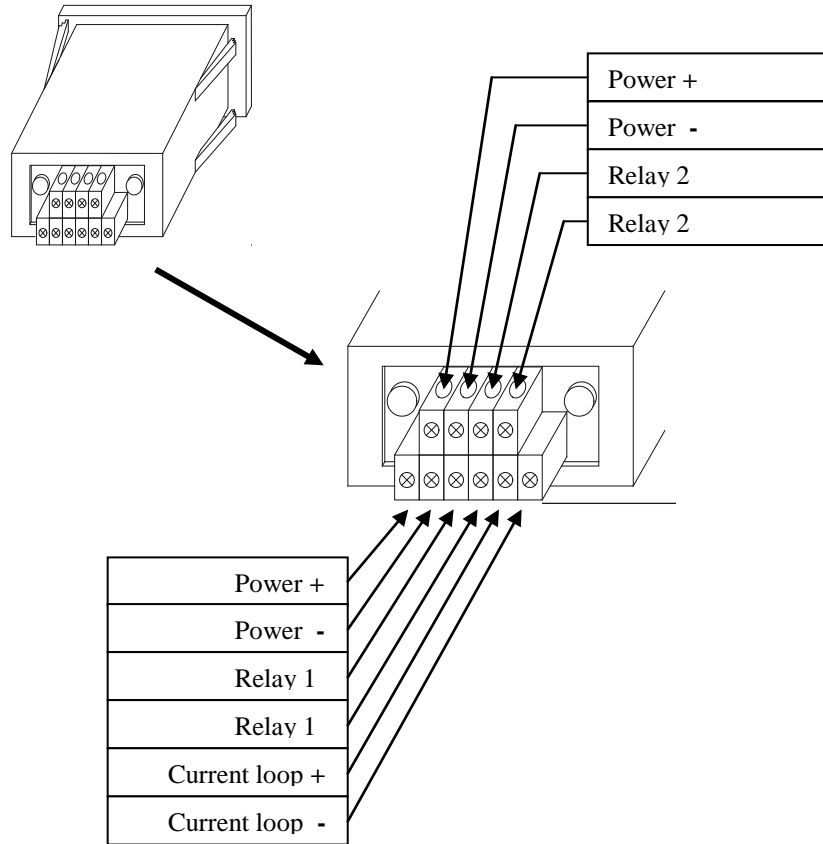 Power +
Power -
Relay 2
Relay 2
Power +
Power -
Relay 1
Relay 1
Current loop +
Current loop -